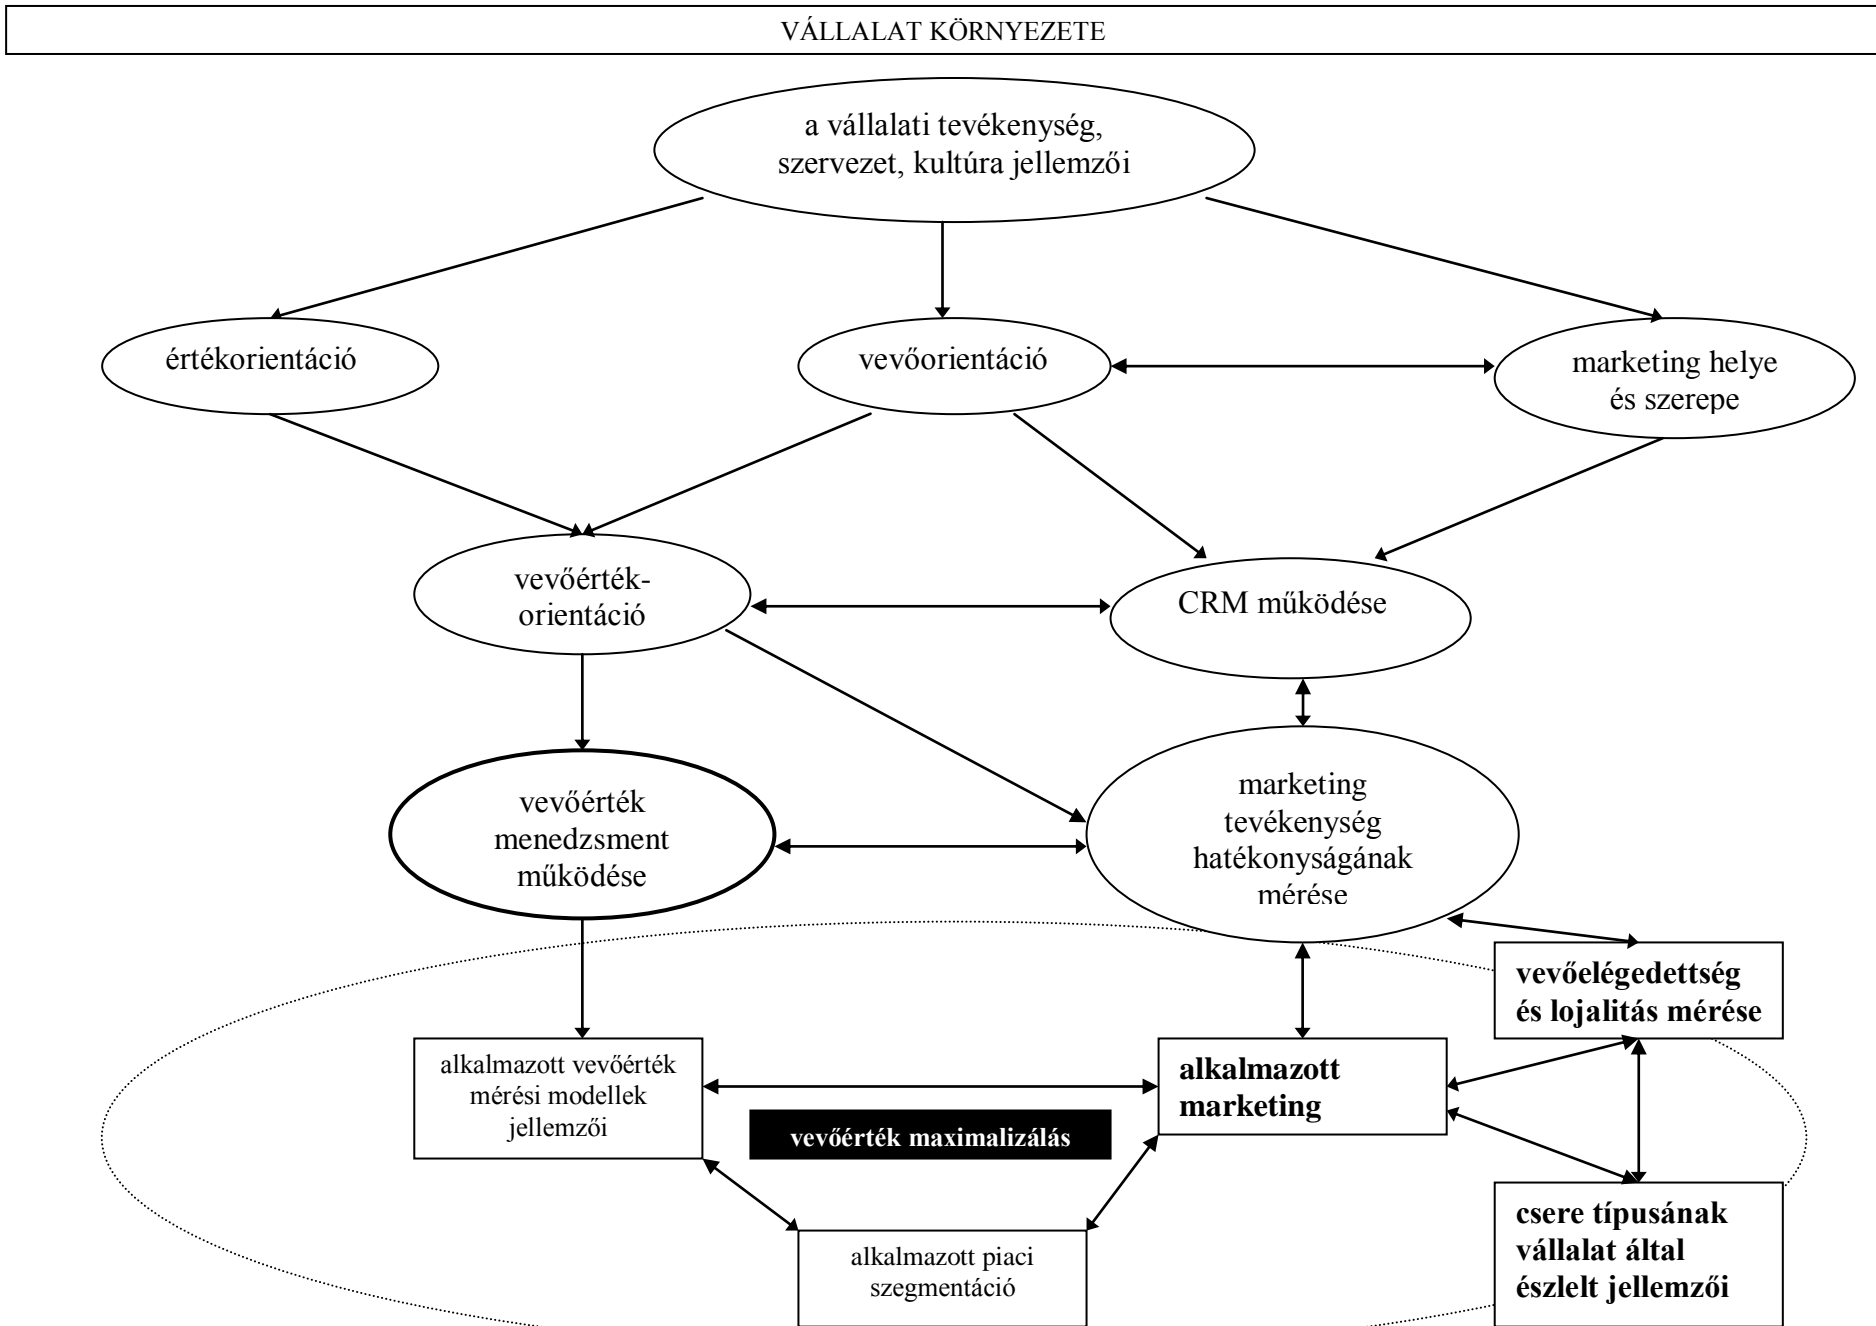 VÁLLALAT KÖRNYEZETE
a vállalati tevékenység,
szervezet, kultúra jellemzői
értékorientáció
vevőorientáció
marketing helye
és szerepe
vevőérték-
orientáció
CRM működése
vevőérték
menedzsment
működése
marketing
tevékenység
hatékonyságának
mérése
vevőelégedettség
és lojalitás mérése
alkalmazott vevőérték
mérési modellek
jellemzői
alkalmazott
marketing
vevőérték maximalizálás
alkalmazott piaci
szegmentáció
csere típusának
vállalat által
észlelt jellemzői